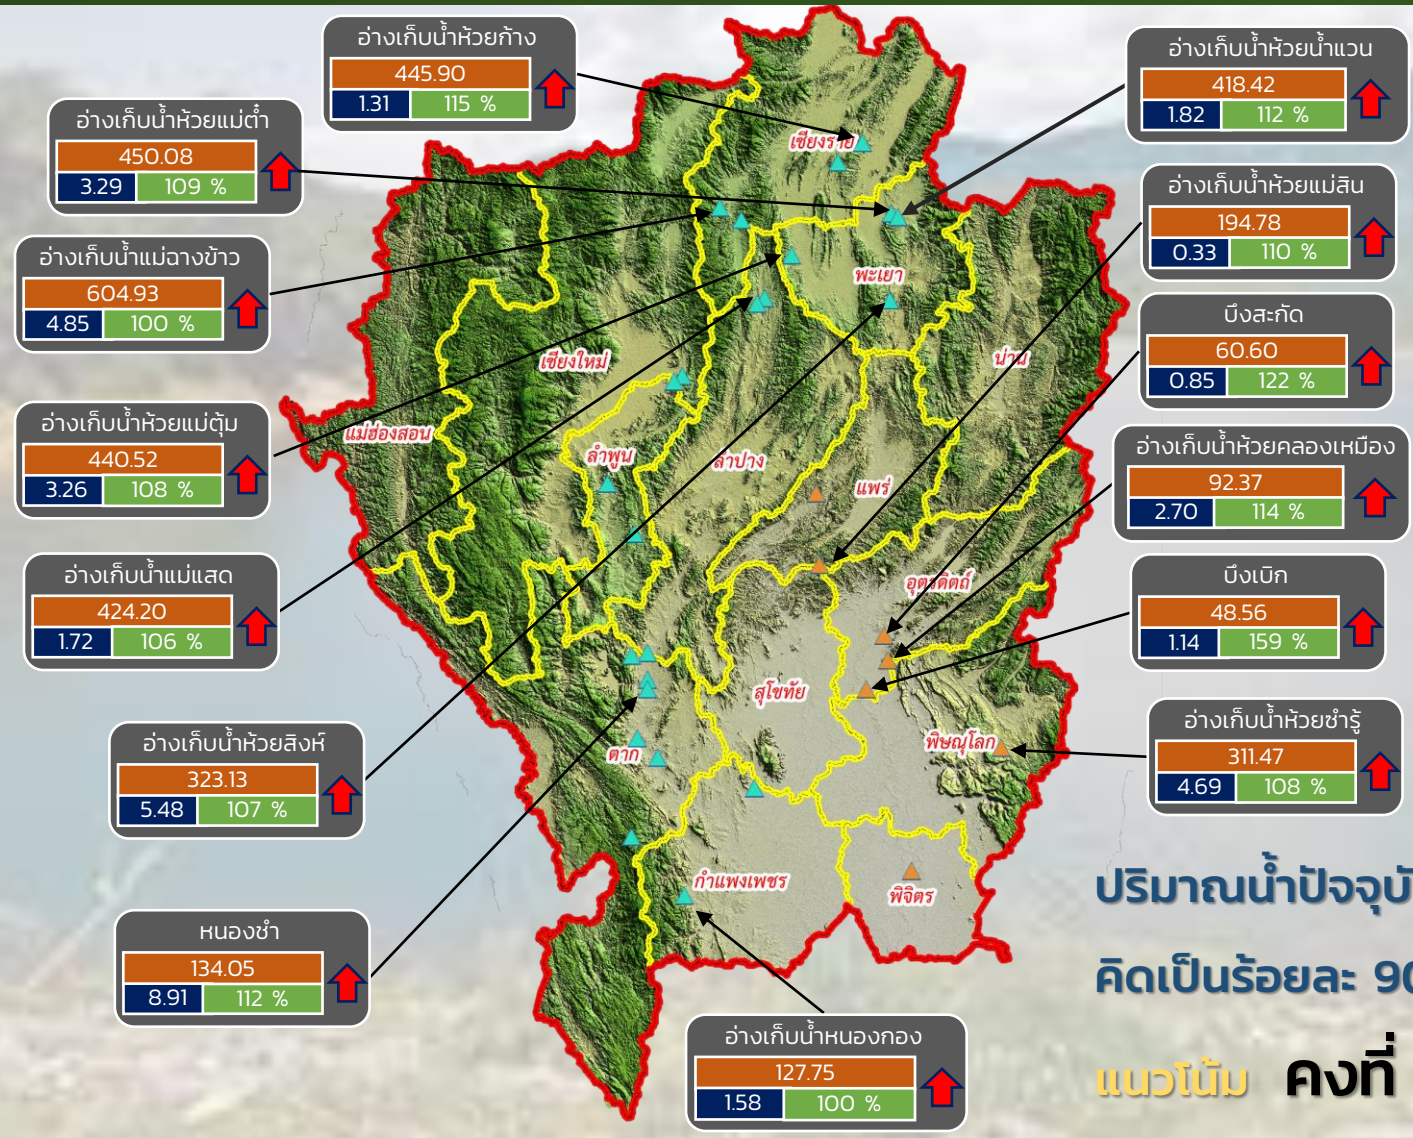 อ่างเก็บน้ำห้วยก้าง
445.90
1.31 115 %
อ่างเก็บน้ำห้วยน้ำแวน
418.42
1.82 112 %
อ่างเก็บน้ำห้วยแม่ต๋ำ
450.08
3.29 109 %
อ่างเก็บน้ำห้วยแม่สิน
194.78
0.33 110 %
อ่างเก็บน้ำแม่ฉางข้าว
604.93
4.85 100 %
บึงสะกัด
60.60
0.85 122 %
อ่างเก็บน้ำห้วยแม่ตุ้ม
440.52
3.26 108 %
อ่างเก็บน้ำห้วยคลองเหมือง
92.37
2.70 114 %
อ่างเก็บน้ำแม่แสด
424.20
1.72 106 %
บึงเบิก
48.56
1.14 159 %
อ่างเก็บน้ำห้วยสิงห์
323.13
5.48 107 %
อ่างเก็บน้ำห้วยซำรู้
311.47
4.69 108 %
หนองชำ
134.05
8.91 112 %
อ่างเก็บน้ำหนองกอง
127.75
1.58 100 %
เชียงราย
พะเยา
น่าน
เชียงใหม่
แม่ฮ่องสอน
ลำพูน
ลำปาง
แพร่
อุตรดิตถ์
สุโขทัย
ตาก
พิษณุโลก
กำแพงเพชร
พิจิตร
ปริมาณน้ำปัจจุบั
คิดเป็นร้อยละ 90
แนวโน้ม คงที่